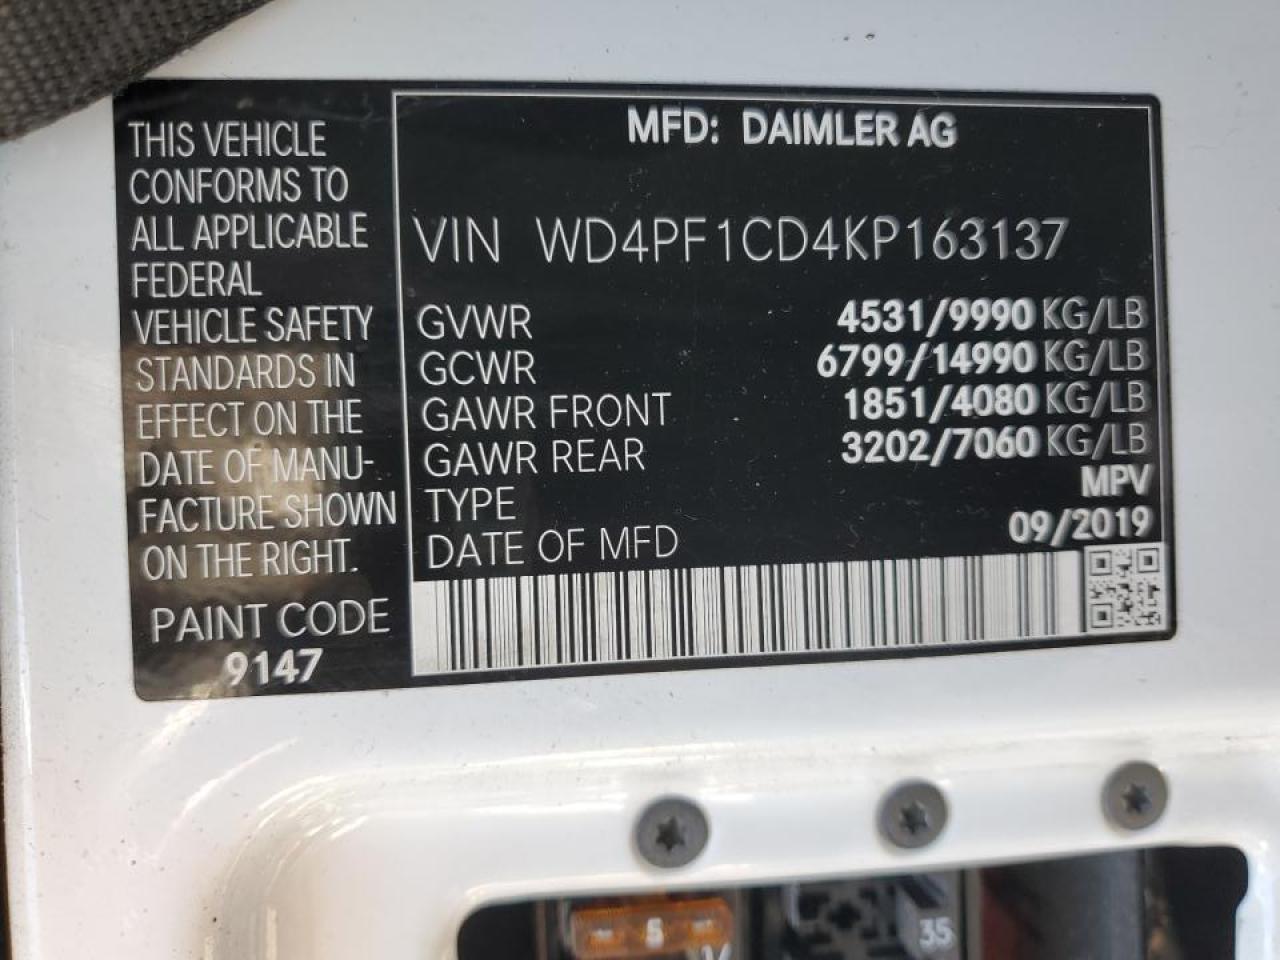 THIS VEHICLE
CONFORMS TO
ALL APPLICABLE
FEDERAL
VEHICLE SAFETY
STANDARDS IN
EFFECT ON THE
DATE OF MANU-
FACTURE SHOWN
ON THE RIGHT.
PAINT CODE
9147
MFD: DAIMLER AG
VIN WD4PF1CD4KP163137
GVWR 4531/9990 KG/LB
GCWR 6799/14990 KG/LB
GAWR FRONT 1851/4080 KG/LB
GAWR REAR 3202/7060 KG/LB
TYPE MPV
DATE OF MFD 09/2019
5
35